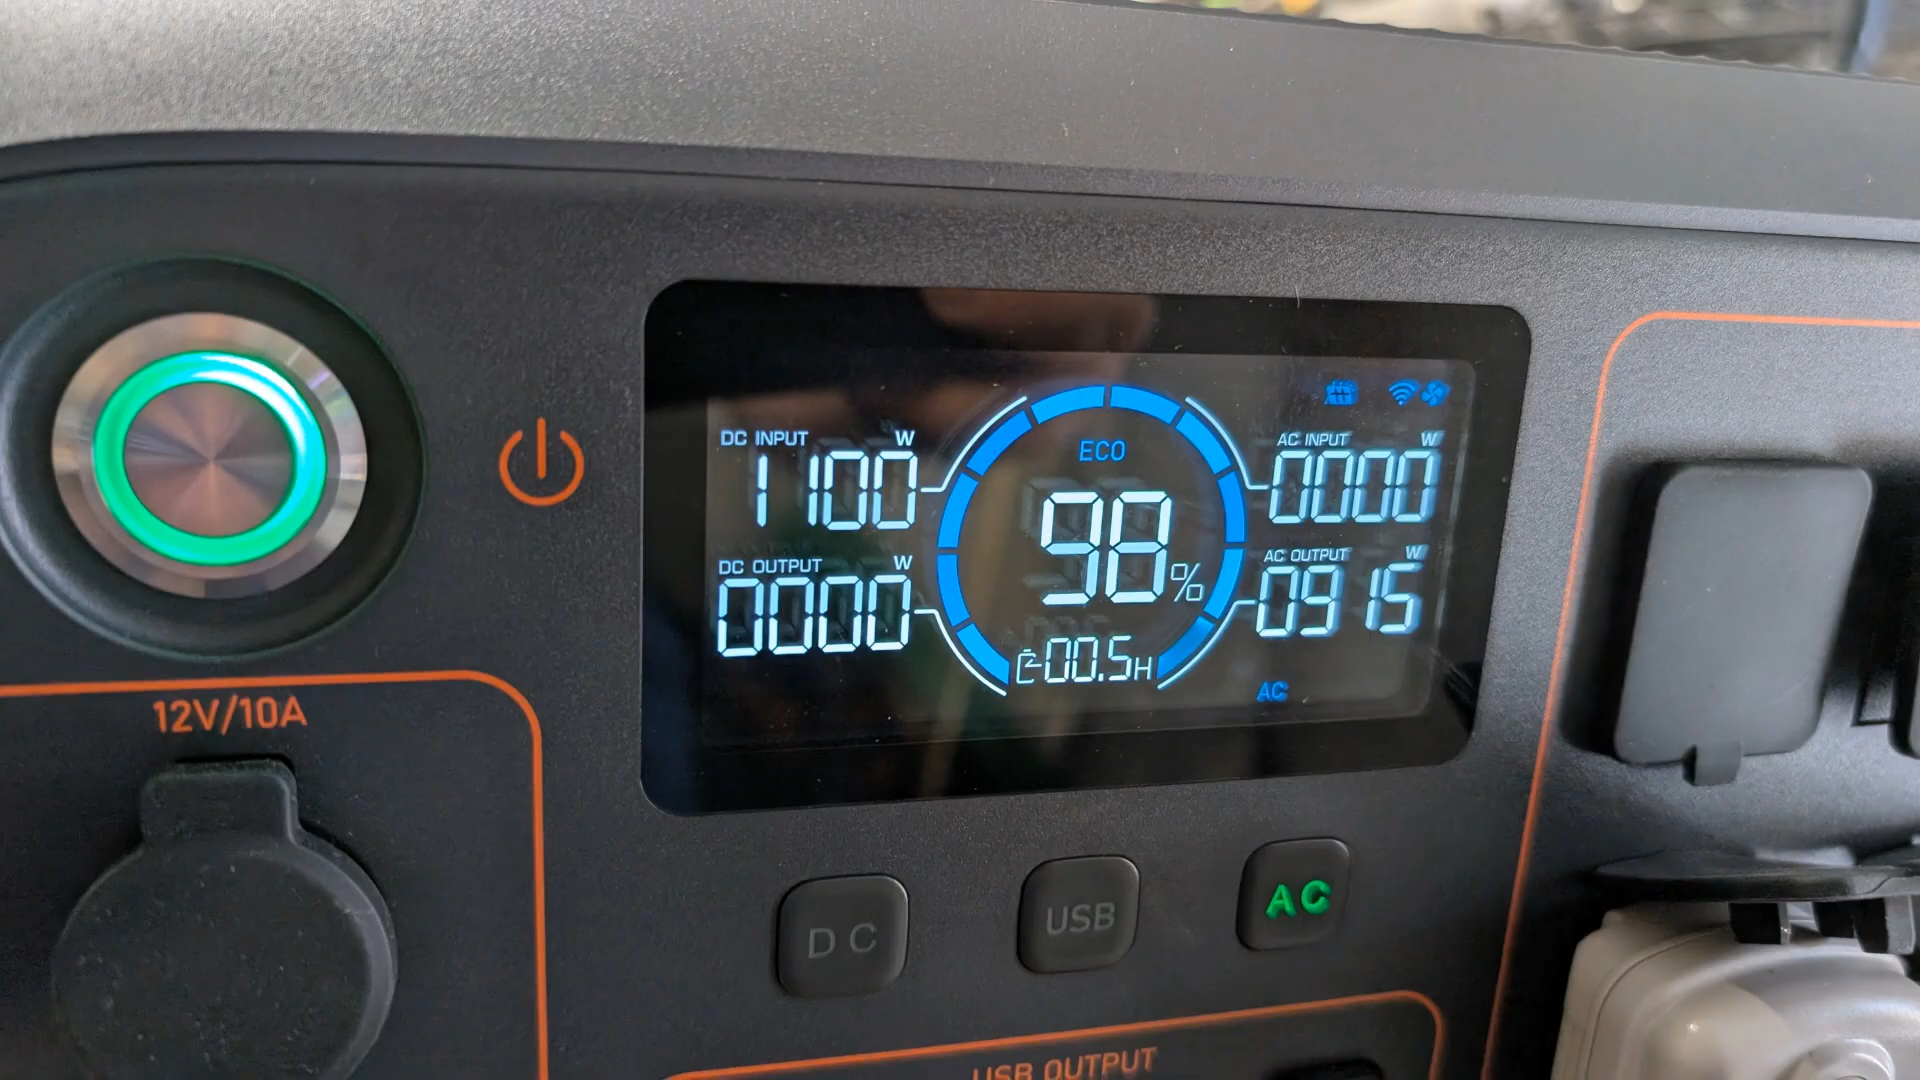 DC INPUT W
1100
DC OUTPUT W
0000
ECO
98%
00.5H
AC INPUT W
0000
AC OUTPUT W
0915
AC
12V/10A
DC
USB
AC
USB OUTPUT